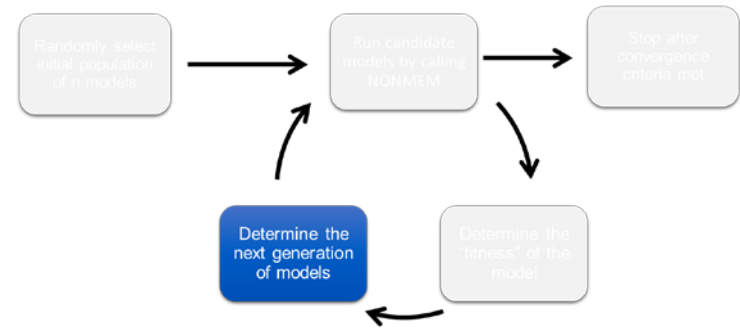 Randomly select
initial population
of n models
Run candidate
models by calling
NONMEM
Stop after
convergence
criteria met
Determine the
next generation
of models
Determine the
"fitness" of the
model